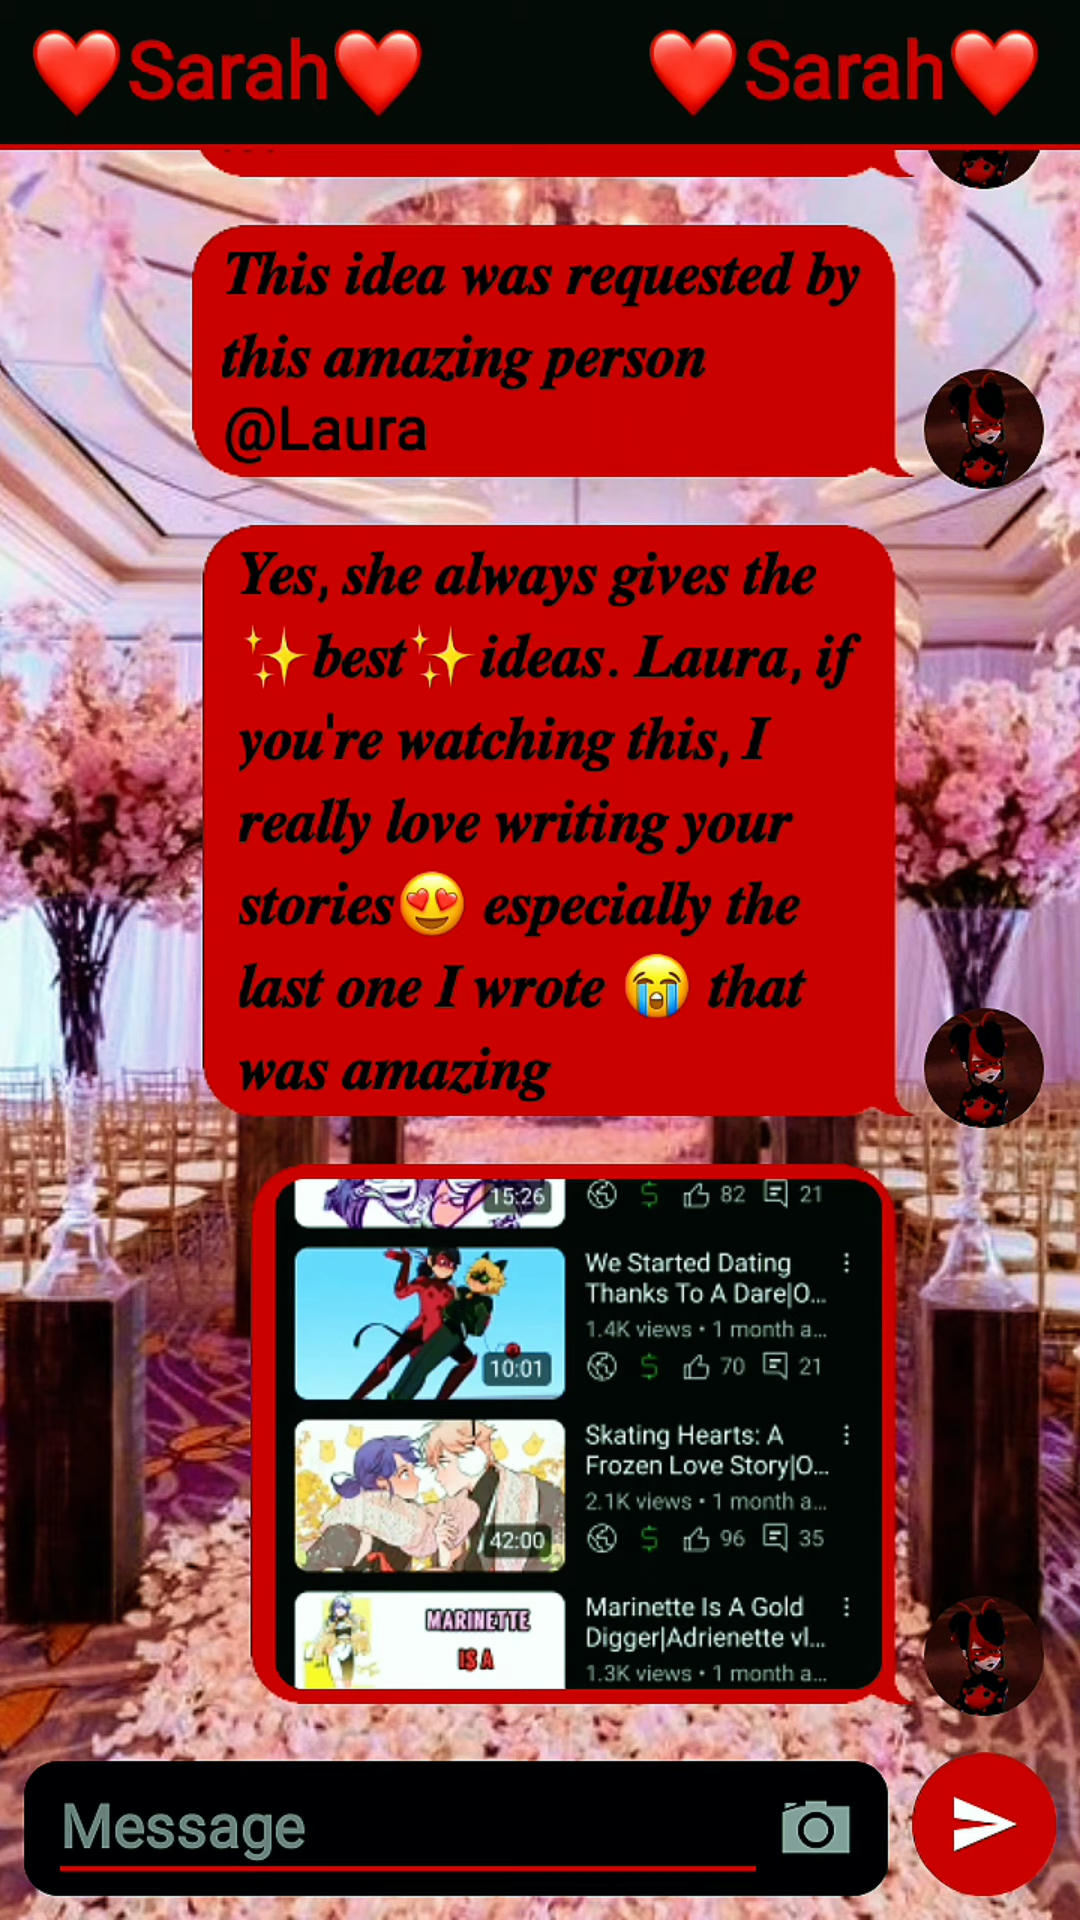 ❤️Sarah❤️ ❤️Sarah❤️
This idea was requested by
this amazing person
@Laura
Yes, she always gives the
✨best✨ideas. Laura, if
you're watching this, I
really love writing your
stories😍 especially the
last one I wrote 😭 that
was amazing
15:26
82 21
We Started Dating
Thanks To A Dare|O...
1.4K views • 1 month a...
10:01
70 21
Skating Hearts: A
Frozen Love Story|O...
2.1K views • 1 month a...
42:00
96 35
MARINETTE
IS A
Marinette Is A Gold
Digger|Adrienette vl...
1.3K views • 1 month a...
Message